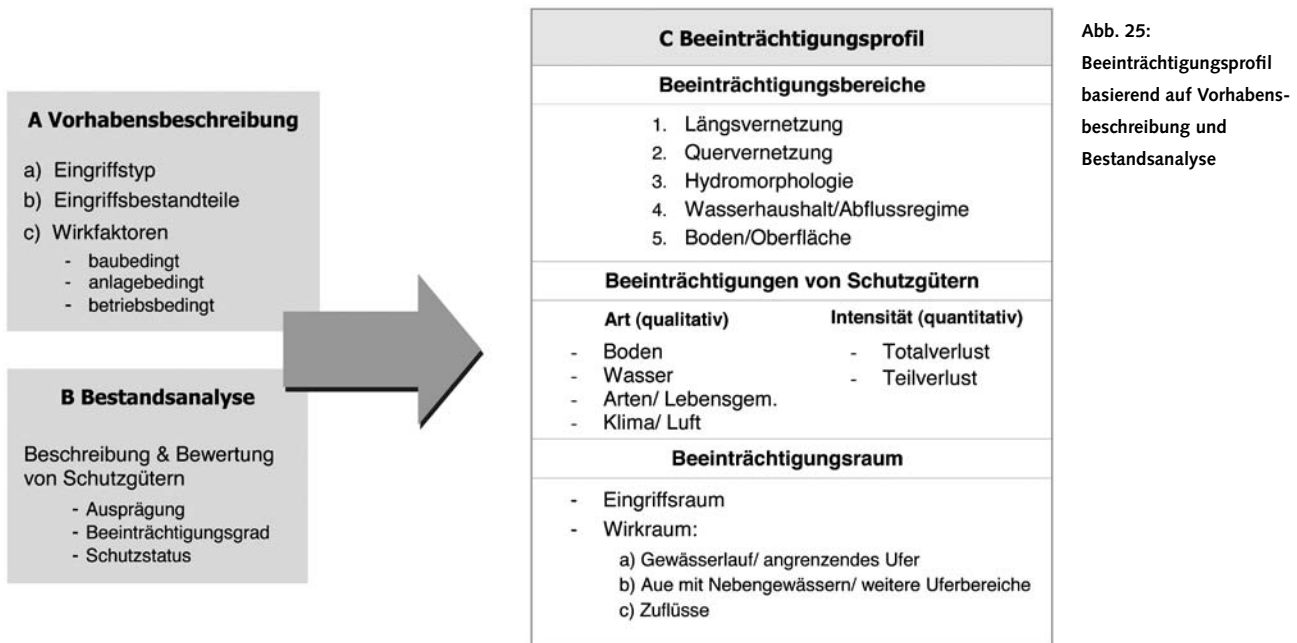 A Vorhabensbeschreibung
a) Eingriffstyp
b) Eingriffsbestandteile
c) Wirkfaktoren
- baubedingt
- anlagebedingt
- betriebsbedingt
B Bestandsanalyse
Beschreibung & Bewertung
von Schutzgütern
- Ausprägung
- Beeinträchtigungsgrad
- Schutzstatus
C Beeinträchtigungsprofil
Beeinträchtigungsbereiche
1. Längsvernetzung
2. Quervernetzung
3. Hydromorphologie
4. Wasserhaushalt/Abflussregime
5. Boden/Oberfläche
Beeinträchtigungen von Schutzgütern
Art (qualitativ)
- Boden
- Wasser
- Arten/ Lebensgem.
- Klima/ Luft
Intensität (quantitativ)
- Totalverlust
- Teilverlust
Beeinträchtigungsraum
- Eingriffsraum
- Wirkraum:
a) Gewässerlauf/ angrenzendes Ufer
b) Aue mit Nebengewässern/ weitere Uferbereiche
c) Zuflüsse
Abb. 25:
Beeinträchtigungsprofil
basierend auf Vorhabens-
beschreibung und
Bestandsanalyse